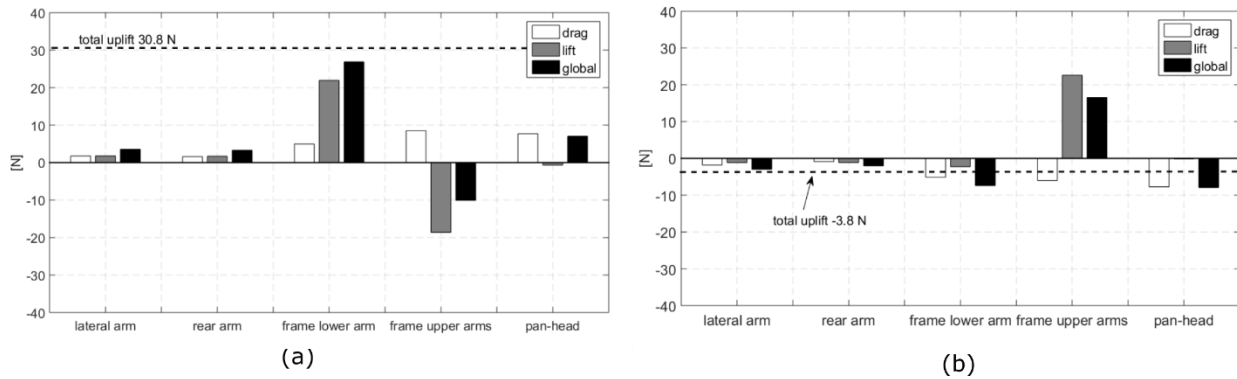 40
30
20
10
0
-10
-20
-30
-40
[N]
total uplift 30.8 N
drag
lift
global
lateral arm
rear arm
frame lower arm
frame upper arms
pan-head
(a)
40
30
20
10
0
-10
-20
-30
-40
[N]
drag
lift
global
total uplift -3.8 N
lateral arm
rear arm
frame lower arm
frame upper arms
pan-head
(b)